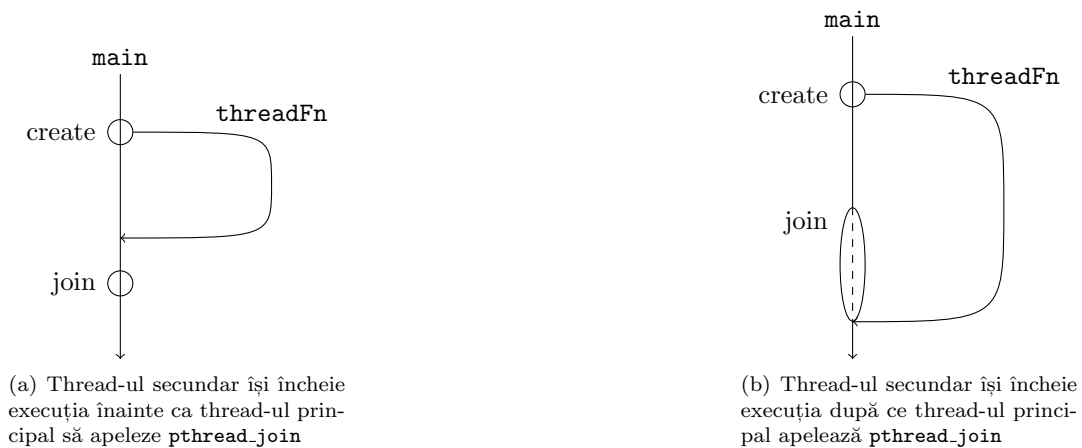 main
threadFn
create
join
(a) Thread-ul secundar își încheie
execuția înainte ca thread-ul prin-
cipal să apeleze pthread_join
main
threadFn
create
join
(b) Thread-ul secundar își încheie
execuția după ce thread-ul princi-
pal apelează pthread_join